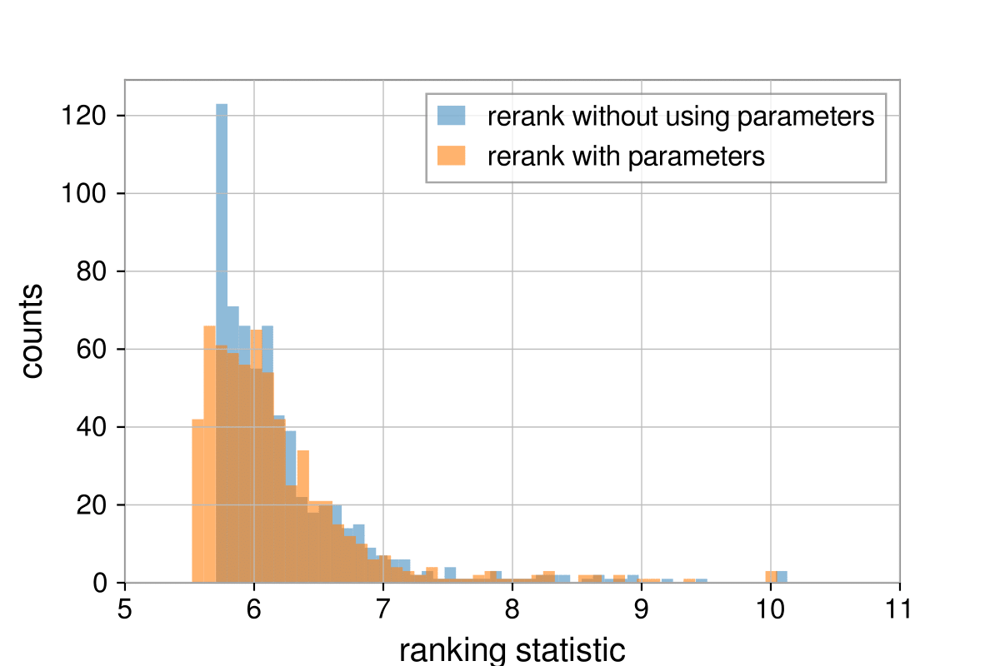 rerank without using parameters
rerank with parameters
120
100
80
60
40
20
0
counts
5 6 7 8 9 10 11
ranking statistic